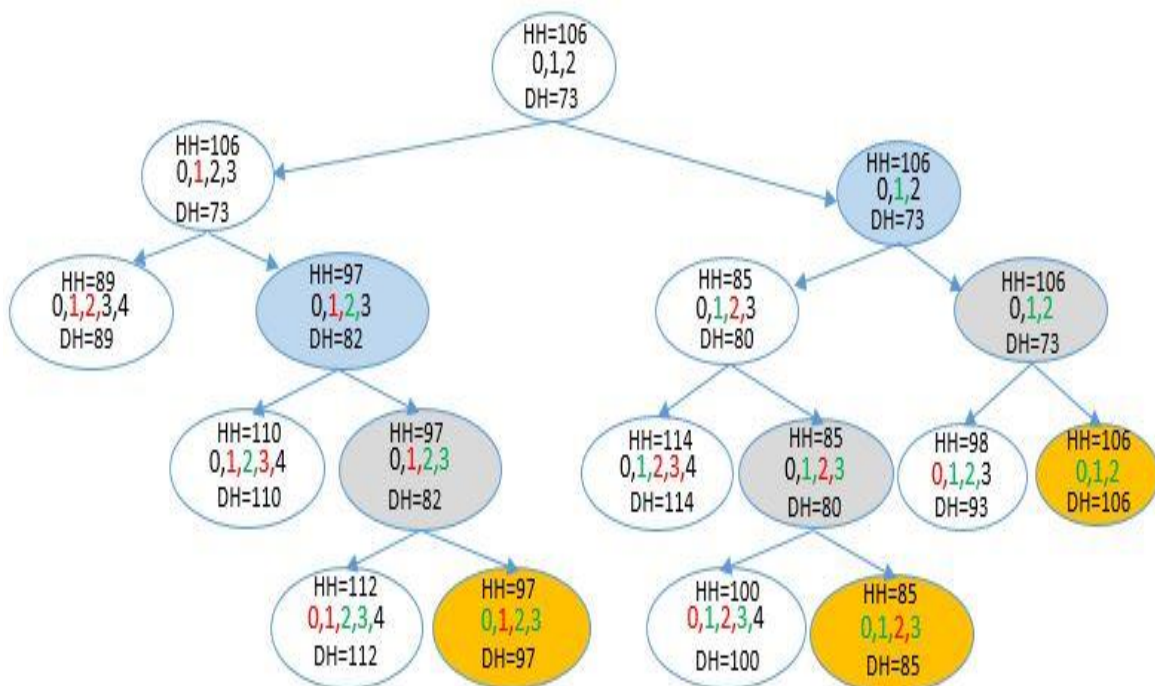 HH=106
0,1,2
DH=73
HH=106
0,1,2,3
DH=73
HH=106
0,1,2
DH=73
HH=89
0,1,2,3,4
DH=89
HH=97
0,1,2,3
DH=82
HH=85
0,1,2,3
DH=80
HH=106
0,1,2
DH=73
HH=110
0,1,2,3,4
DH=110
HH=97
0,1,2,3
DH=82
HH=114
0,1,2,3,4
DH=114
HH=85
0,1,2,3
DH=80
HH=98
0,1,2,3
DH=93
HH=106
0,1,2
DH=106
HH=112
0,1,2,3,4
DH=112
HH=97
0,1,2,3
DH=97
HH=100
0,1,2,3,4
DH=100
HH=85
0,1,2,3
DH=85